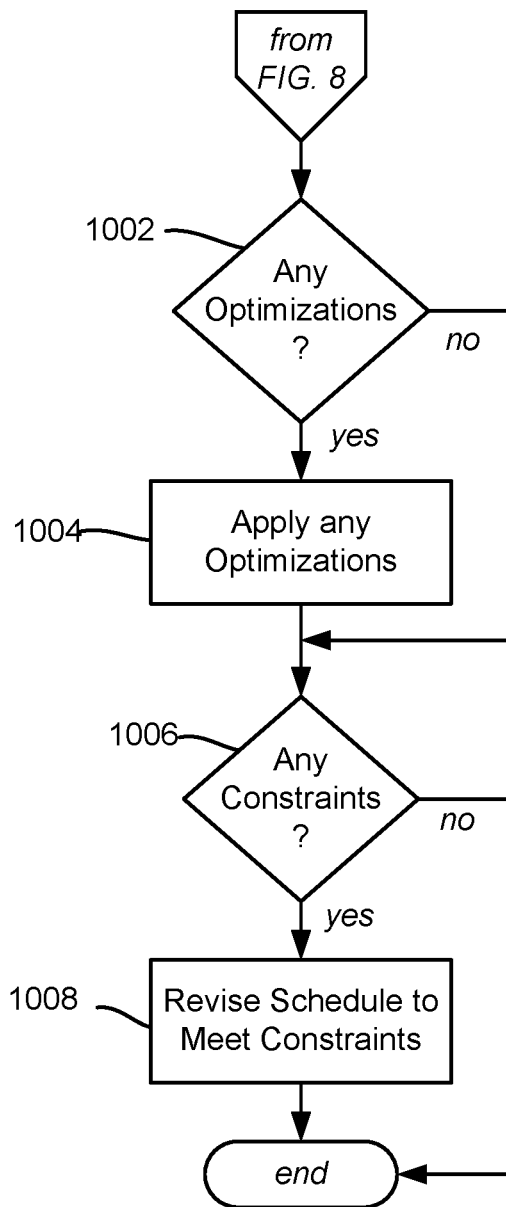 from
FIG. 8
1002
Any
Optimizations
?
no
yes
1004
Apply any
Optimizations
1006
Any
Constraints
?
no
yes
1008
Revise Schedule to
Meet Constraints
end